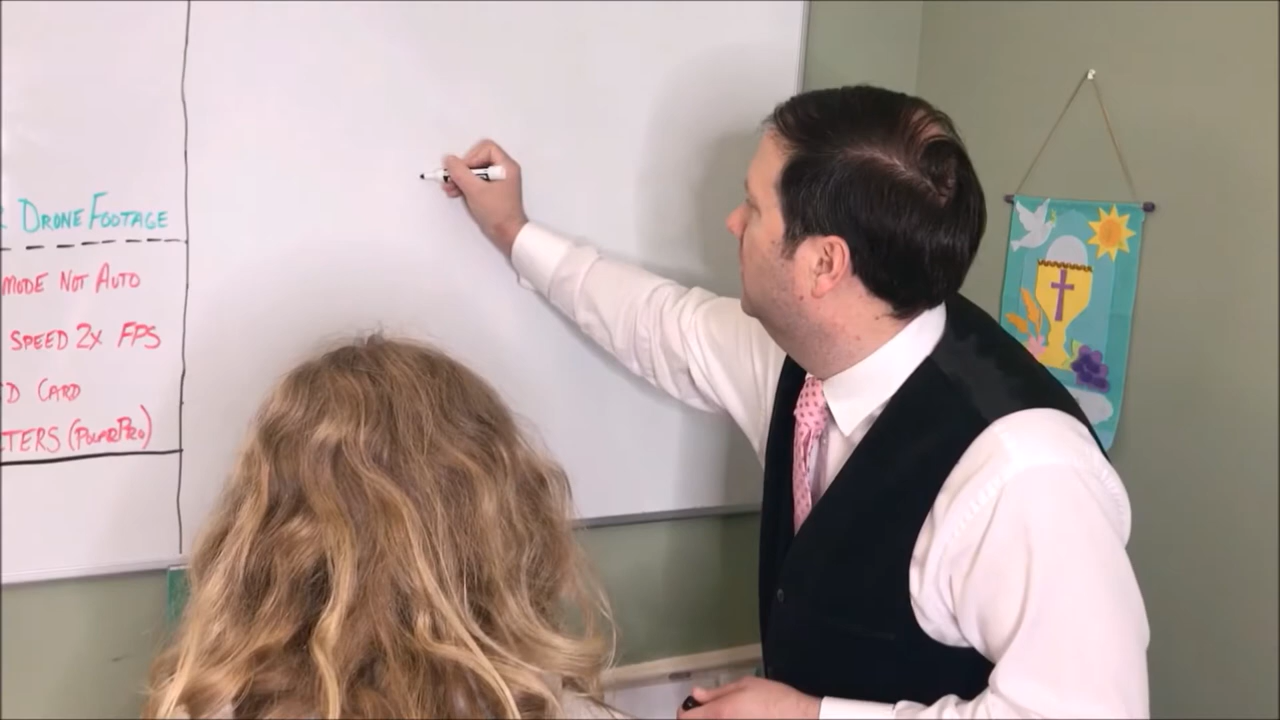 DRONE FOOTAGE
MODE NOT AUTO
SPEED 2X FPS
D CARD
TERS (POLARPRO)